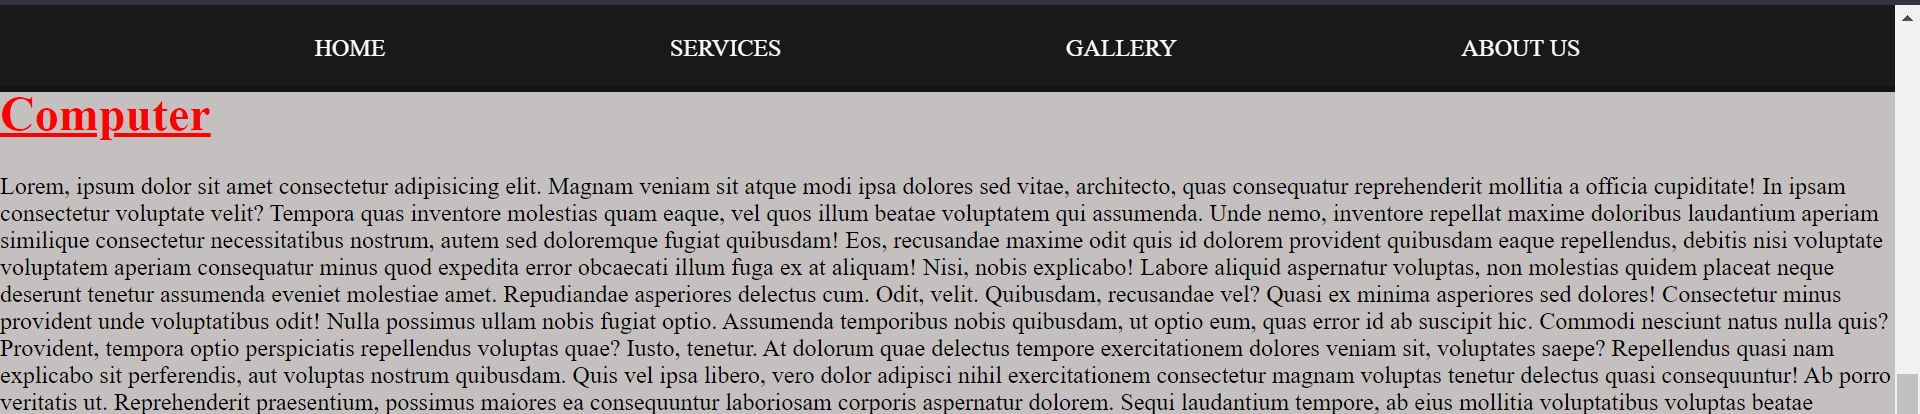 HOME SERVICES GALLERY ABOUT US
Computer
Lorem, ipsum dolor sit amet consectetur adipisicing elit. Magnam veniam sit atque modi ipsa dolores sed vitae, architecto, quas consequatur reprehenderit mollitia a officia cupiditate! In ipsam
consectetur voluptate velit? Tempora quas inventore molestias quam eaque, vel quos illum beatae voluptatem qui assumenda. Unde nemo, inventore repellat maxime doloribus laudantium aperiam
similique consectetur necessitatibus nostrum, autem sed doloremque fugiat quibusdam! Eos, recusandae maxime odit quis id dolorem provident quibusdam eaque repellendus, debitis nisi voluptate
voluptatem aperiam consequatur minus quod expedita error obcaecati illum fuga ex at aliquam! Nisi, nobis explicabo! Labore aliquid aspernatur voluptas, non molestias quidem placeat neque
deserunt tenetur assumenda eveniet molestiae amet. Repudiandae asperiores delectus cum. Odit, velit. Quibusdam, recusandae vel? Quasi ex minima asperiores sed dolores! Consectetur minus
provident unde voluptatibus odit! Nulla possimus ullam nobis fugiat optio. Assumenda temporibus nobis quibusdam, ut optio eum, quas error id ab suscipit hic. Commodi nesciunt natus nulla quis?
Provident, tempora optio perspiciatis repellendus voluptas quae? Iusto, tenetur. At dolorum quae delectus tempore exercitationem dolores veniam sit, voluptates saepe? Repellendus quasi nam
explicabo sit perferendis, aut voluptas nostrum quibusdam. Quis vel ipsa libero, vero dolor adipisci nihil exercitationem consectetur magnam voluptas tenetur delectus quasi consequuntur! Ab porro
veritatis ut. Reprehenderit praesentium, possimus maiores ea consequuntur laboriosam corporis aspernatur dolorem. Sequi laudantium tempore, ab eius mollitia voluptatibus voluptas beatae